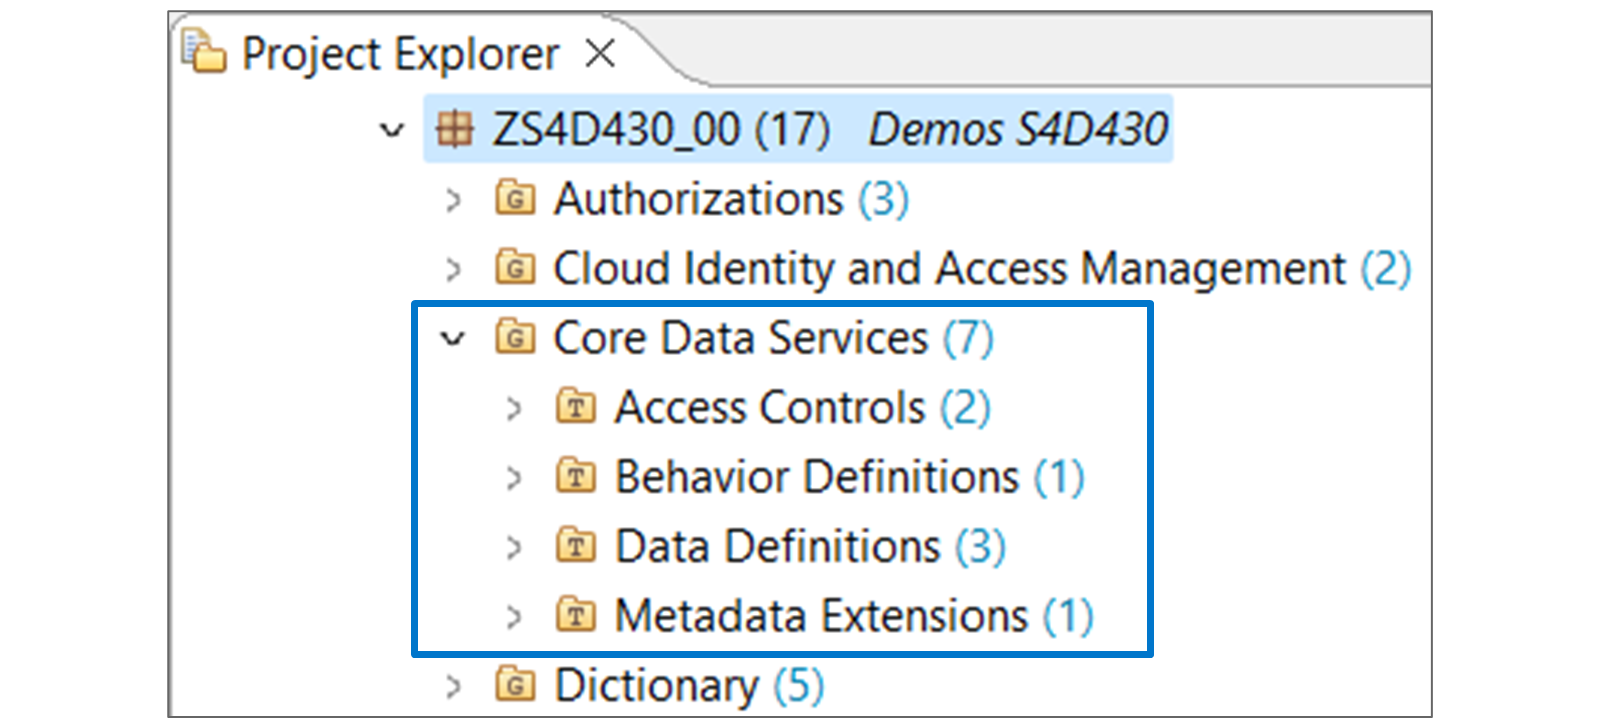 Project Explorer
ZS4D430_00 (17) Demos S4D430
Authorizations (3)
Cloud Identity and Access Management (2)
Core Data Services (7)
Access Controls (2)
Behavior Definitions (1)
Data Definitions (3)
Metadata Extensions (1)
Dictionary (5)